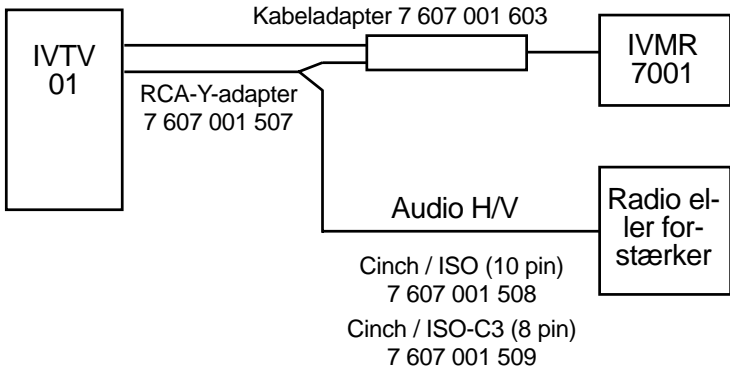 Kabeladapter 7 607 001 603
IVTV
01
IVMR
7001
RCA-Y-adapter
7 607 001 507
Audio H/V
Radio el-
ler for-
stærker
Cinch / ISO (10 pin)
7 607 001 508
Cinch / ISO-C3 (8 pin)
7 607 001 509